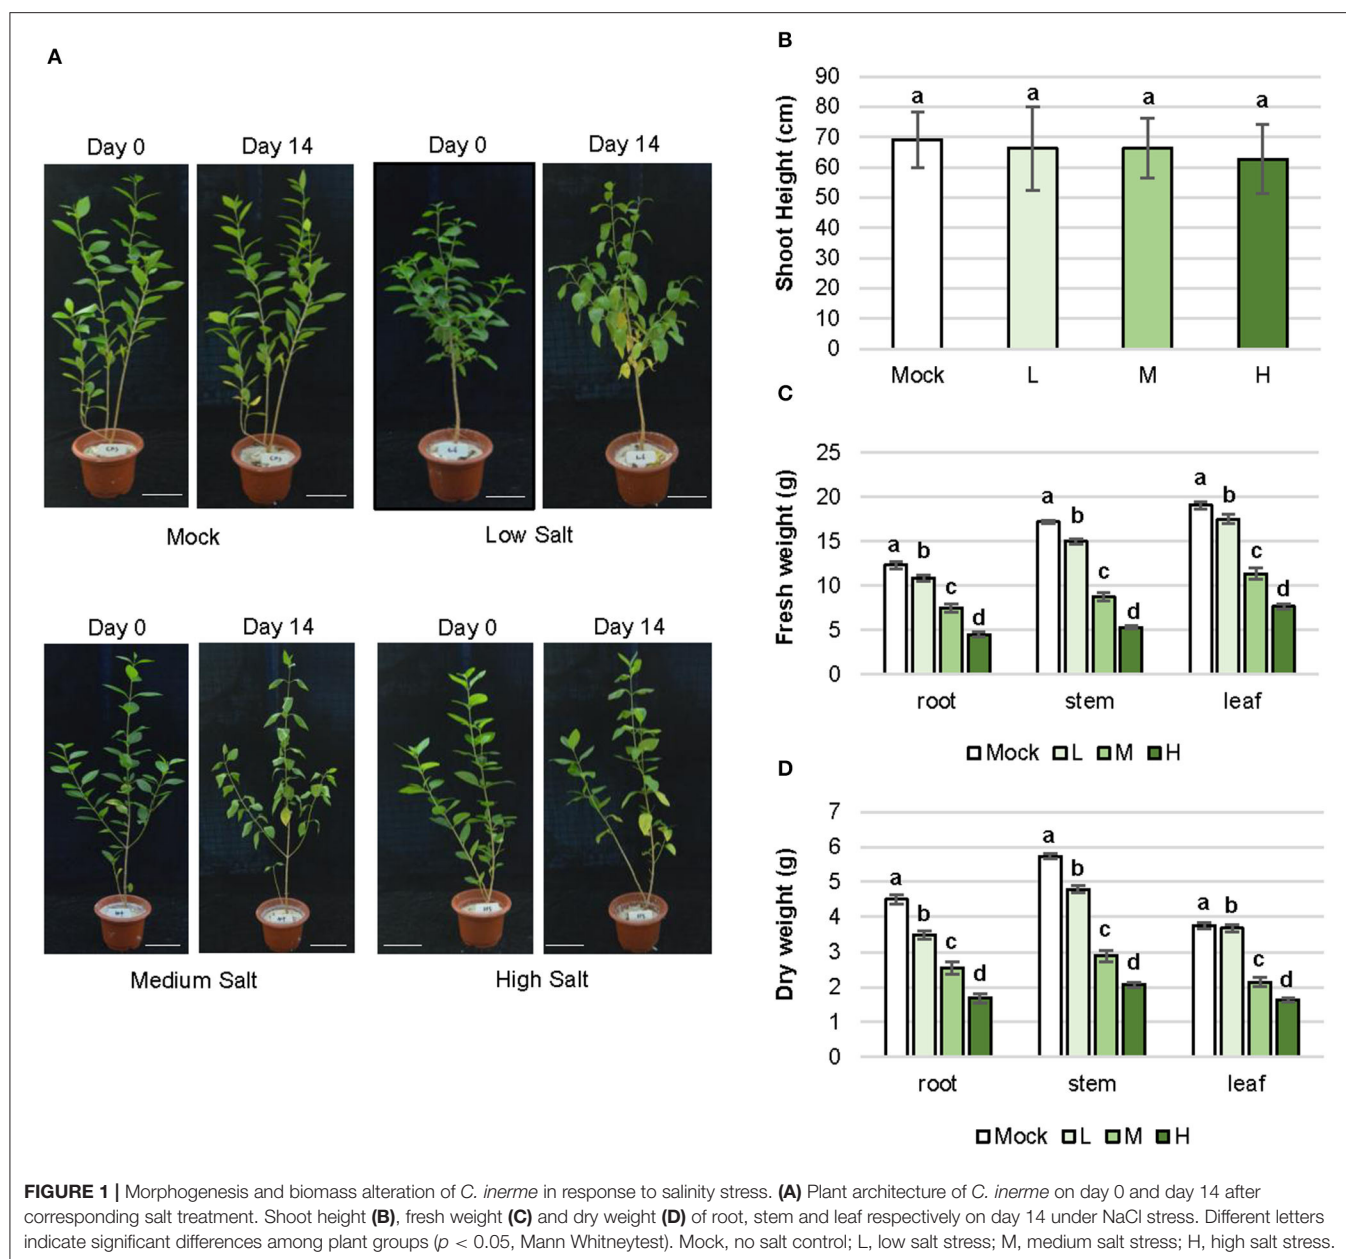 A
Day 0
Day 14
Day 0
Day 14
Mock
Low Salt
Day 0
Day 14
Day 0
Day 14
Medium Salt
High Salt
B
Shoot Height (cm)
90
80
70
60
50
40
30
20
10
0
a
a
a
a
Mock L M H
C
Fresh weight (g)
25
20
15
10
5
0
a b c d
a b c d
a b c d
root stem leaf
Mock L M H
D
Dry weight (g)
7
6
5
4
3
2
1
0
a b c d
a b c d
a b c d
root stem leaf
Mock L M H
FIGURE 1 | Morphogenesis and biomass alteration of C. inerme in response to salinity stress. (A) Plant architecture of C. inerme on day 0 and day 14 after
corresponding salt treatment. Shoot height (B), fresh weight (C) and dry weight (D) of root, stem and leaf respectively on day 14 under NaCl stress. Different letters
indicate significant differences among plant groups (p < 0.05, Mann Whitneytest). Mock, no salt control; L, low salt stress; M, medium salt stress; H, high salt stress.